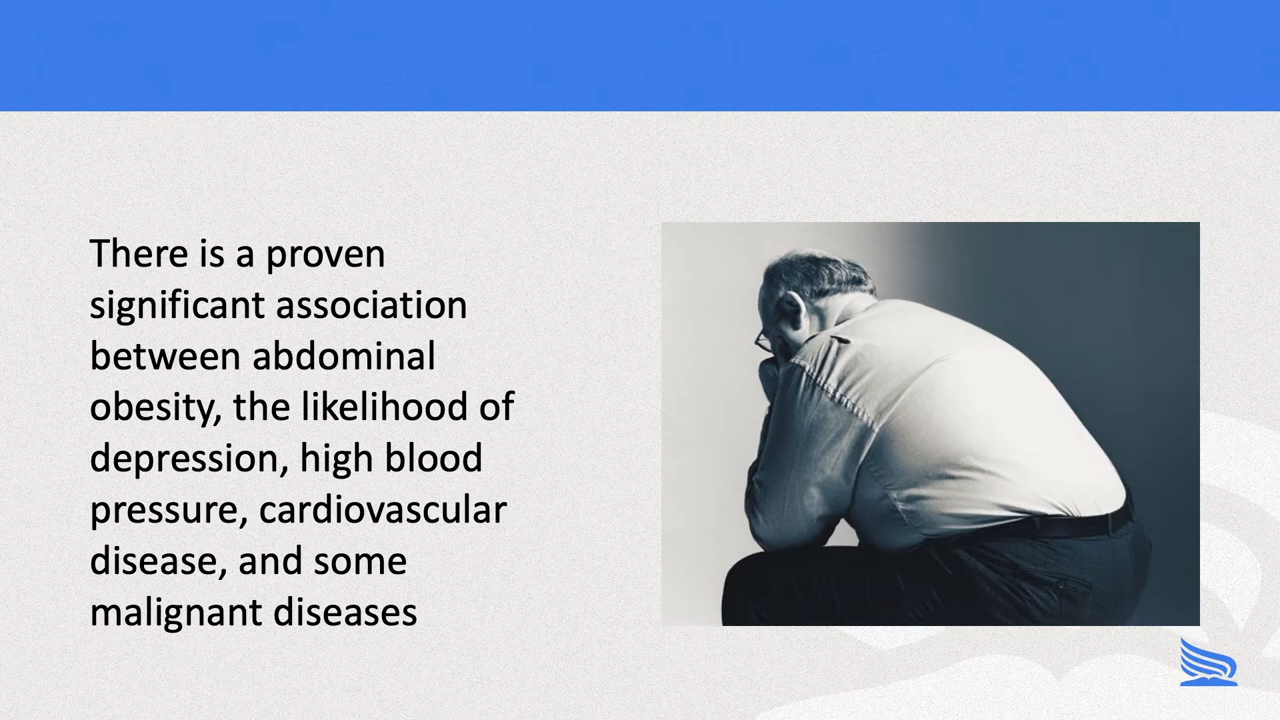 There is a proven
significant association
between abdominal
obesity, the likelihood of
depression, high blood
pressure, cardiovascular
disease, and some
malignant diseases